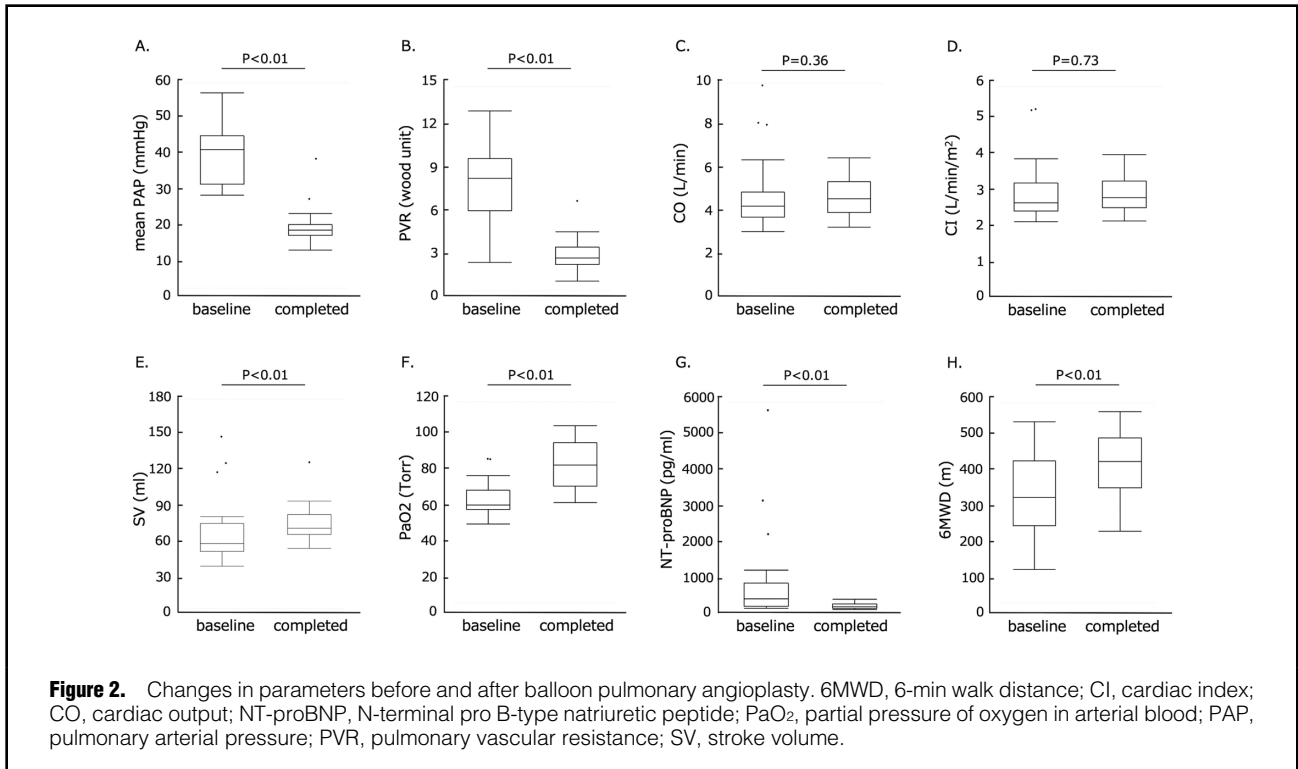 A.
P<0.01
mean PAP (mmHg)
60
50
40
30
20
10
0
baseline completed
B.
P<0.01
PVR (wood unit)
15
12
9
6
3
0
baseline completed
C.
P=0.36
CO (L/min)
10
8
6
4
2
0
baseline completed
D.
P=0.73
CI (L/min/m²)
6
5
4
3
2
1
0
baseline completed
E.
P<0.01
SV (ml)
180
150
120
90
60
30
0
baseline completed
F.
P<0.01
PaO2 (Torr)
120
100
80
60
40
20
0
baseline completed
G.
P<0.01
NT-proBNP (pg/ml)
6000
5000
4000
3000
2000
1000
0
baseline completed
H.
P<0.01
6MWD (m)
600
500
400
300
200
100
0
baseline completed
Figure 2. Changes in parameters before and after balloon pulmonary angioplasty. 6MWD, 6-min walk distance; CI, cardiac index;
CO, cardiac output; NT-proBNP, N-terminal pro B-type natriuretic peptide; PaO₂, partial pressure of oxygen in arterial blood; PAP,
pulmonary arterial pressure; PVR, pulmonary vascular resistance; SV, stroke volume.